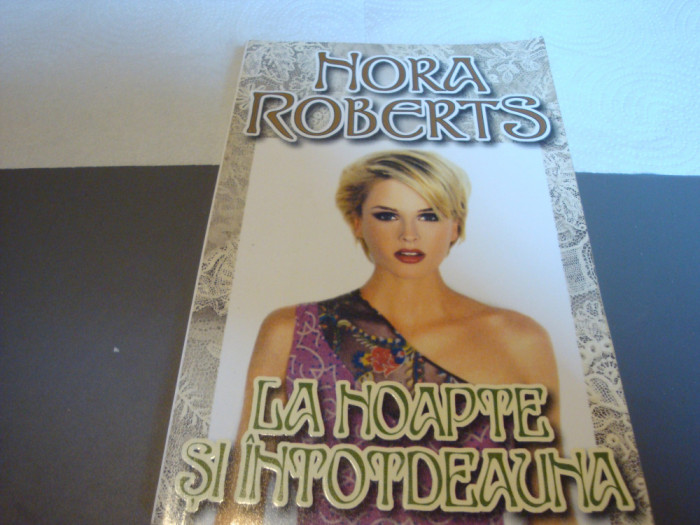 NORA
ROBERTS
LA NOAPTE
ȘI ÎNTOTDEAUNA